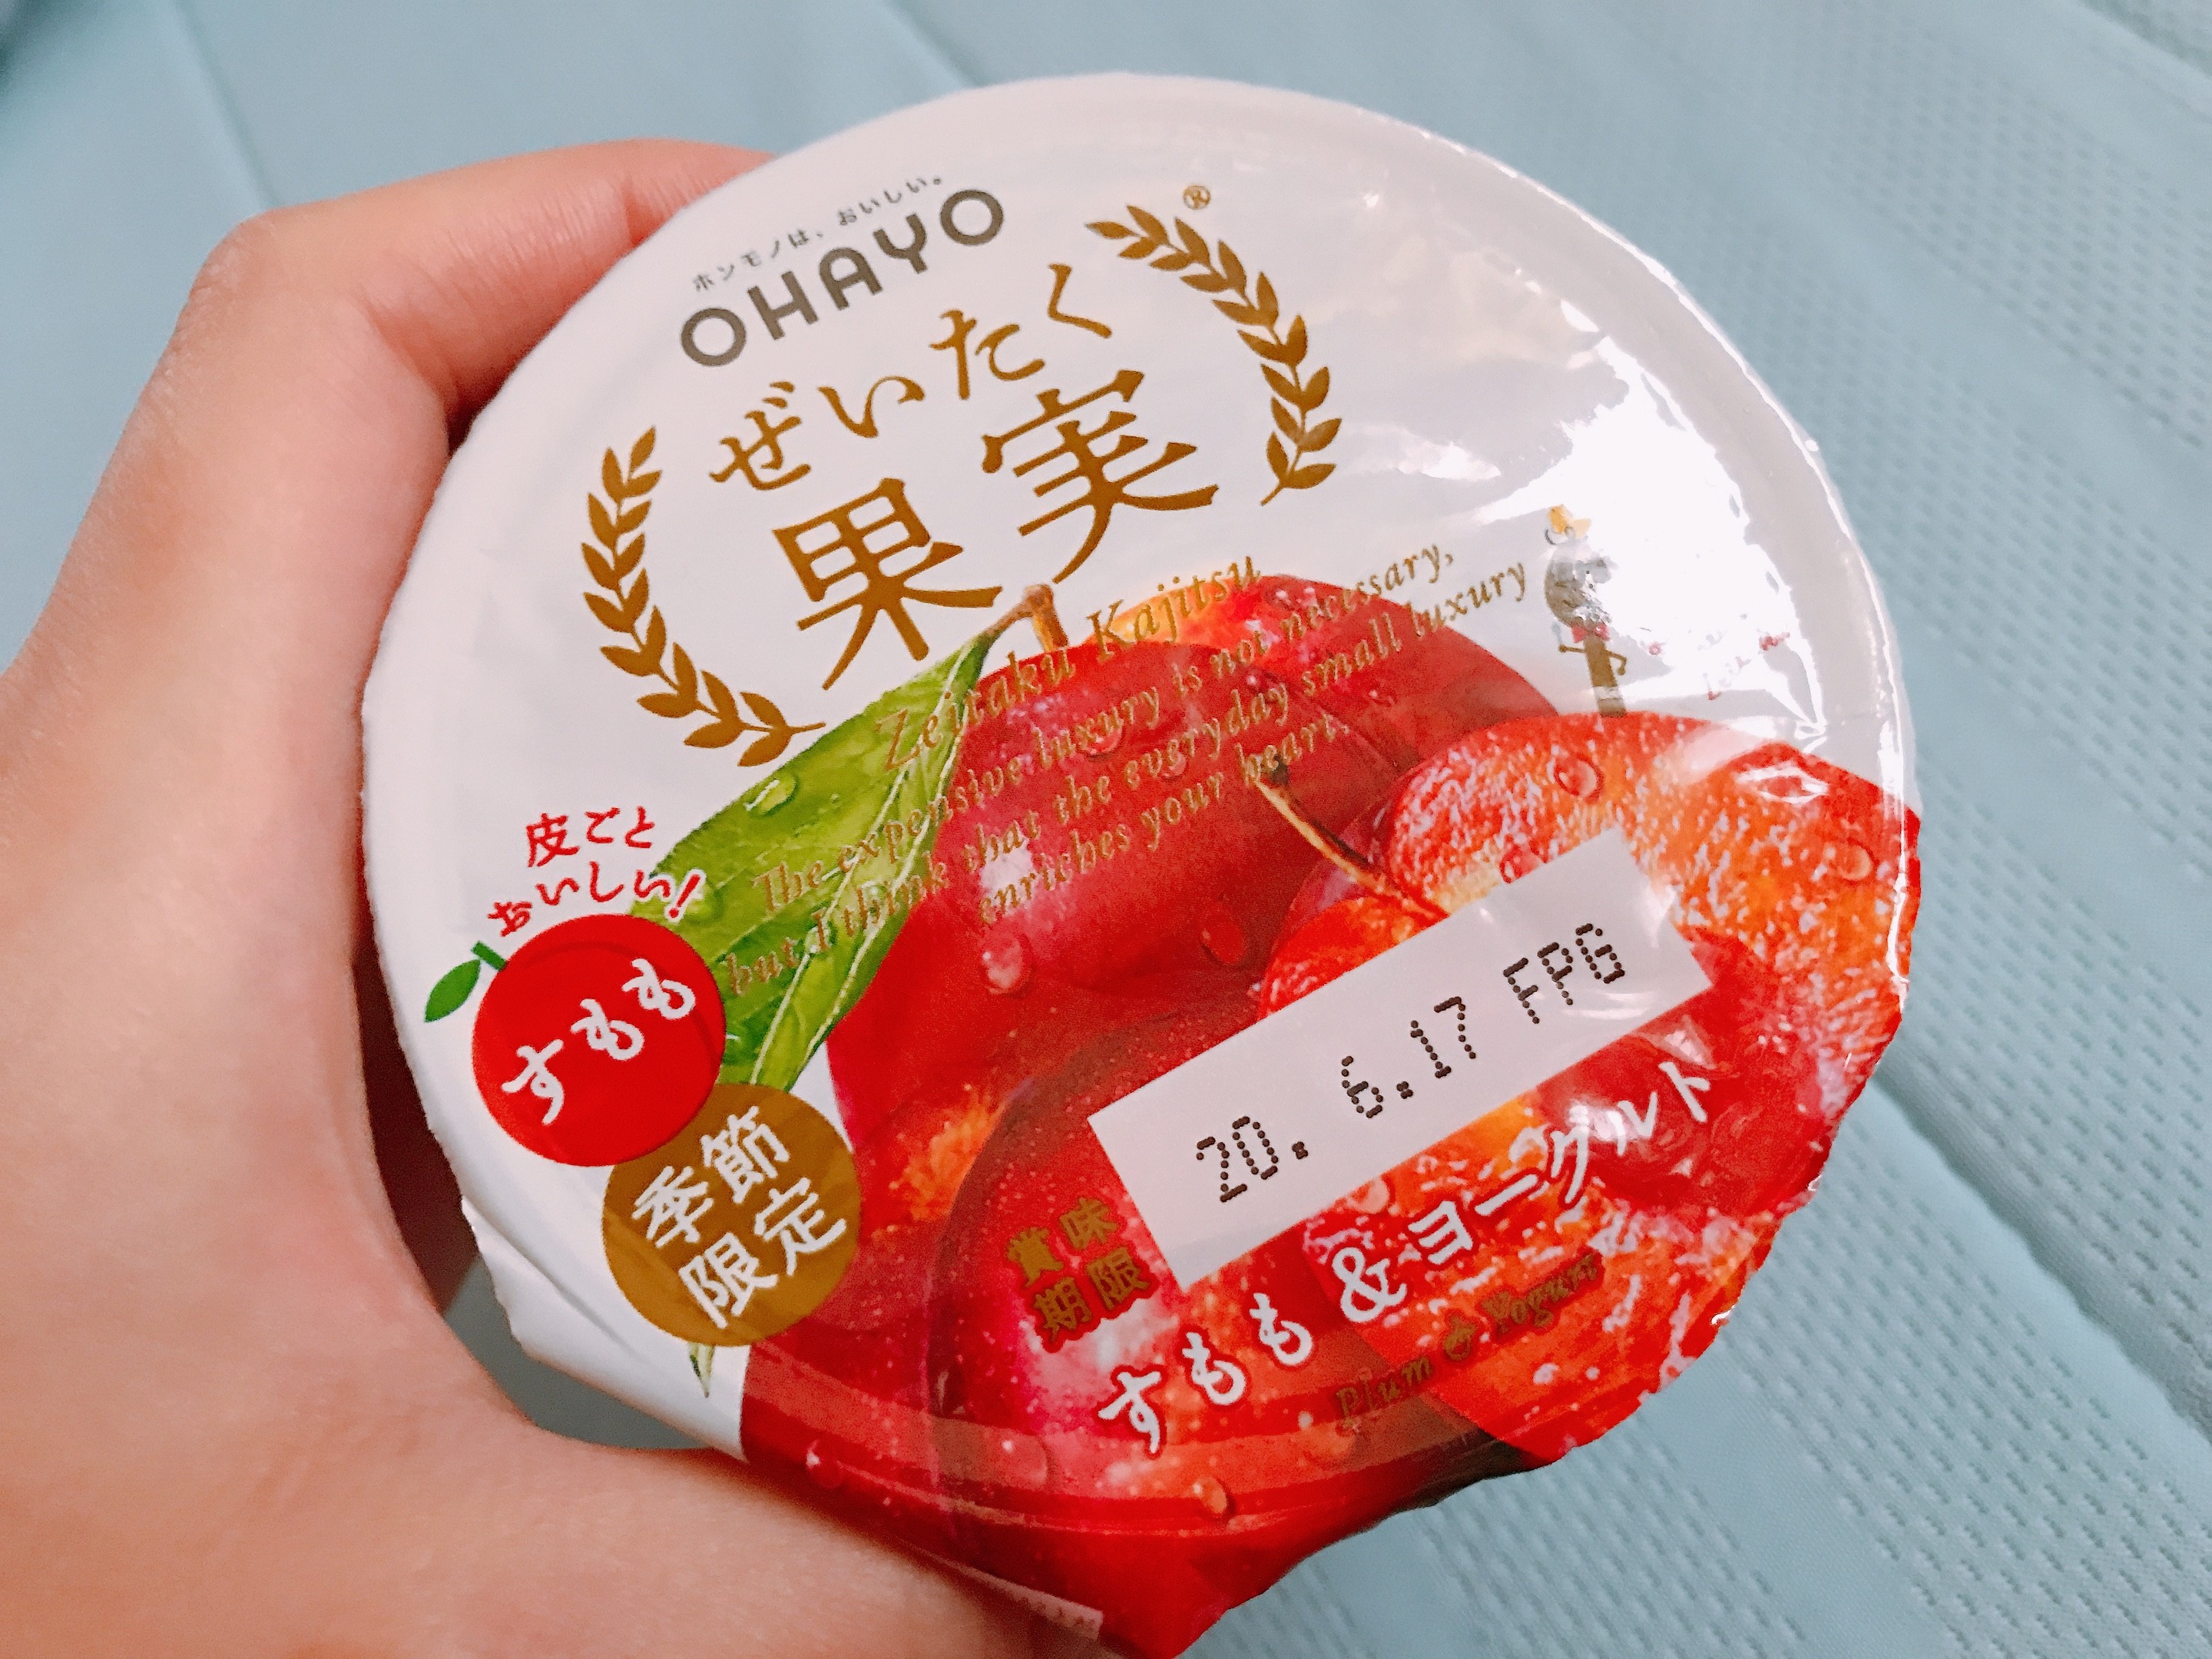 ホンモノは、おいしい。
OHAYO
®
ぜいたく
果実
Zeitaku Kajitsu
The expensive luxury is not necessary,
but I think that the everyday small luxury
enriches your heart.
皮ごと
おいしい!
すもも
季節
限定
20. 6.17 FPG
賞味
期限
すもも&ヨーグルト
Plum & Yogurt